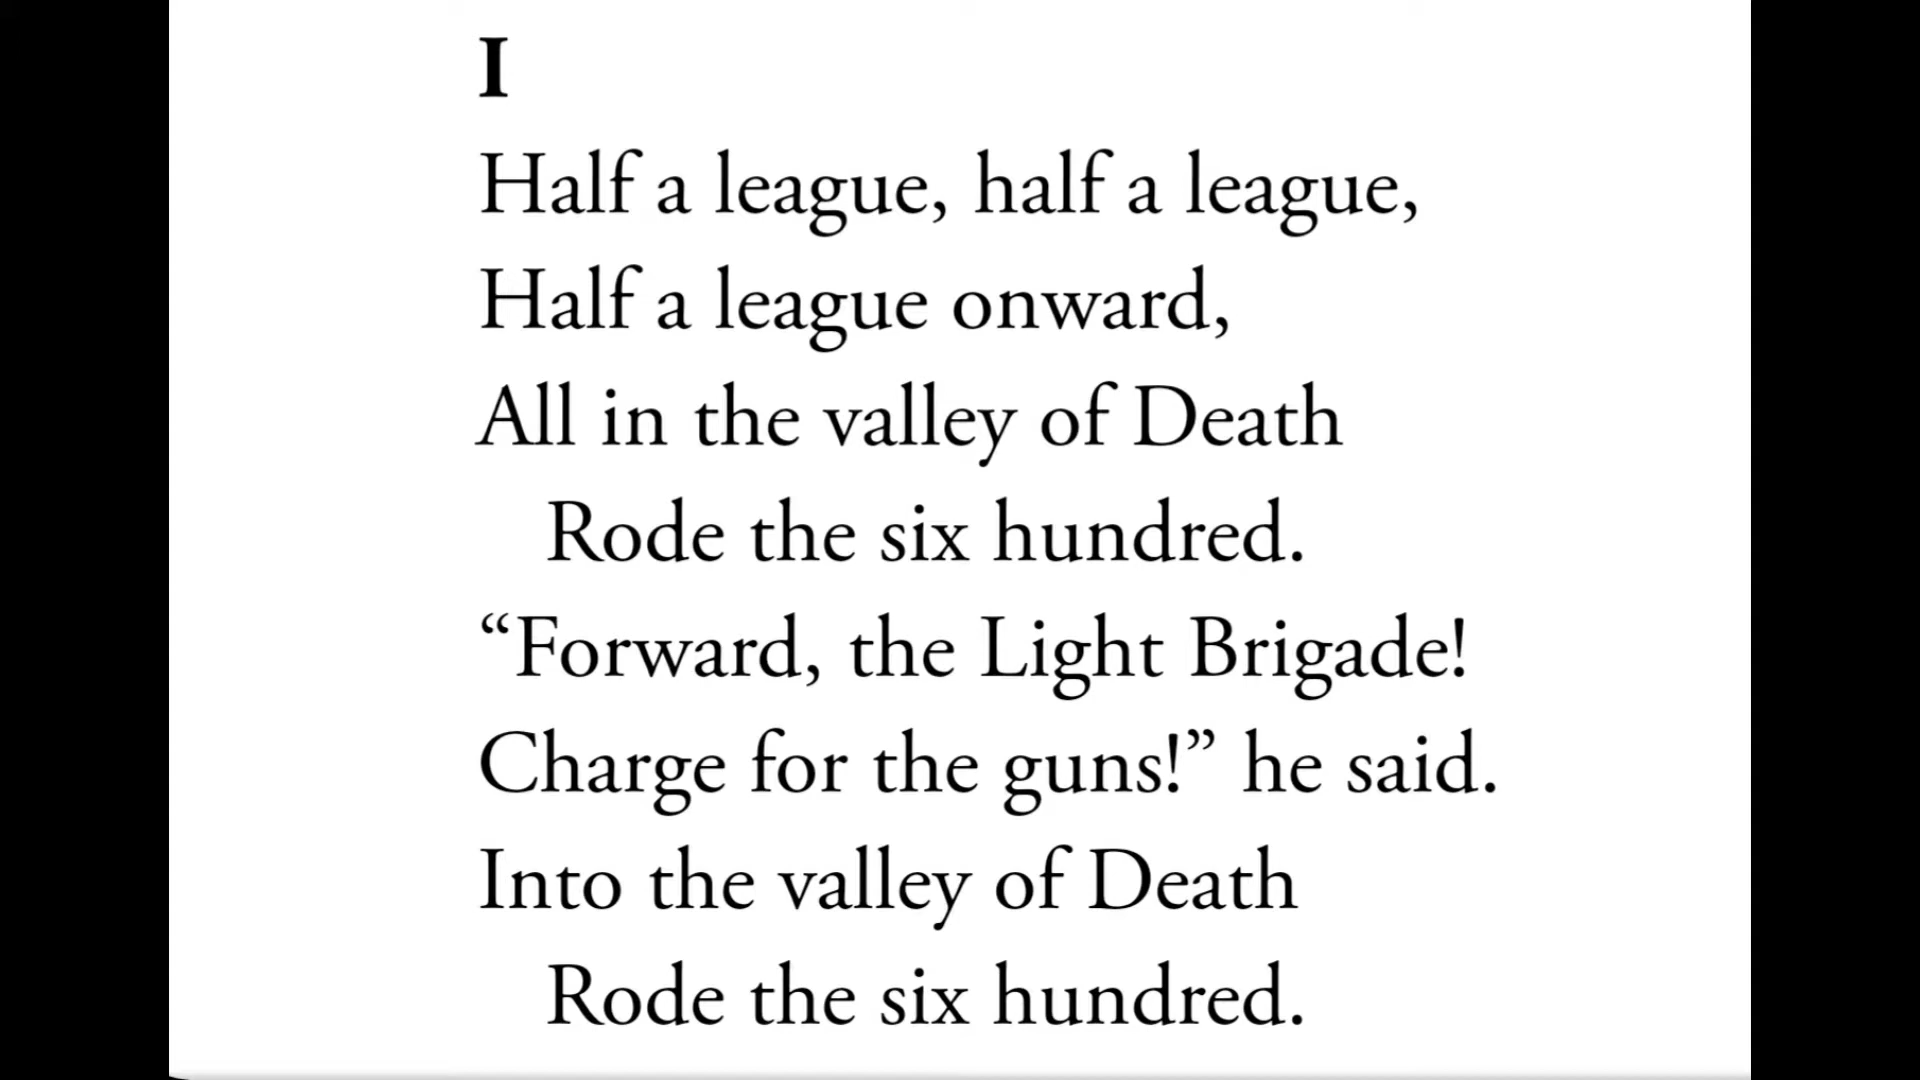 I
Half a league, half a league,
Half a league onward,
All in the valley of Death
Rode the six hundred.
“Forward, the Light Brigade!
Charge for the guns!” he said.
Into the valley of Death
Rode the six hundred.